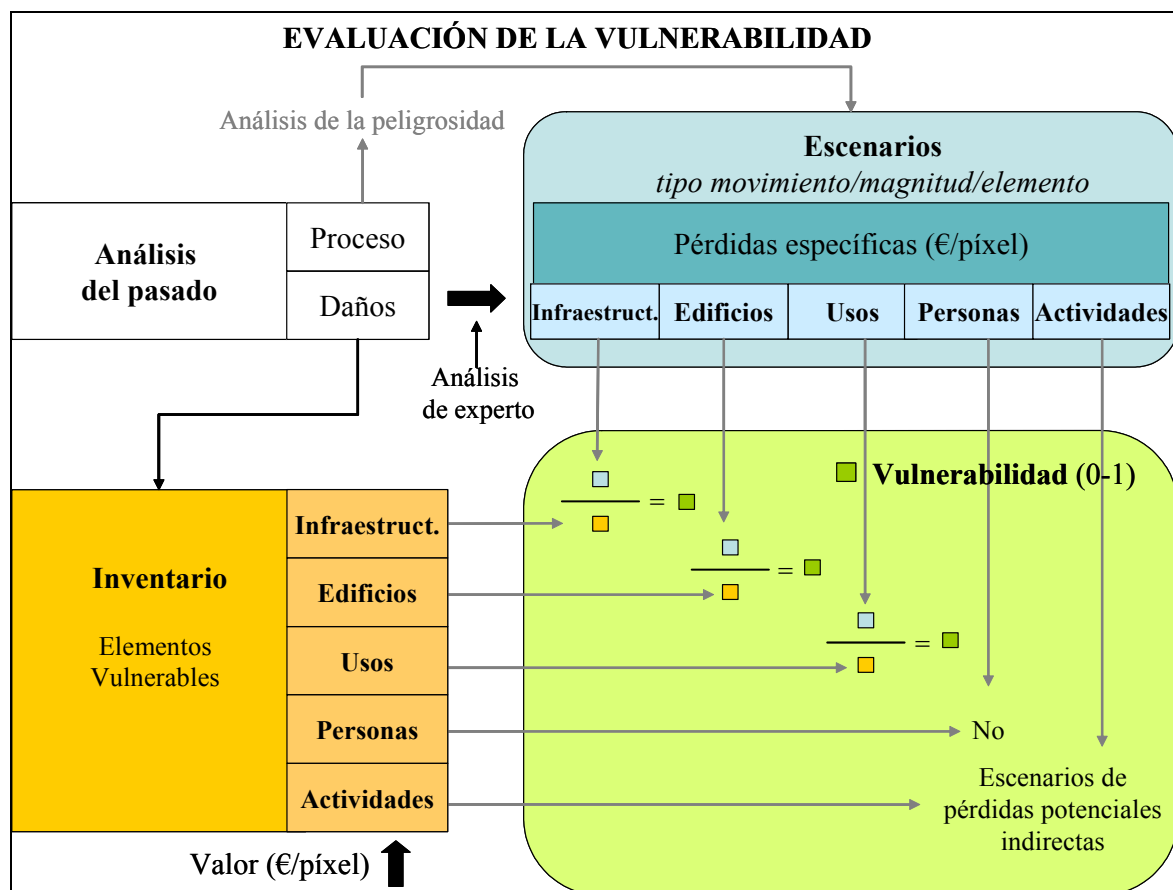 EVALUACIÓN DE LA VULNERABILIDAD
Análisis de la peligrosidad
Escenarios
tipo movimiento/magnitud/elemento
Análisis
del pasado
Proceso
Daños
Pérdidas específicas (€/píxel)
Infraestruct.
Edificios
Usos
Personas
Actividades
Análisis
de experto
Vulnerabilidad (0-1)
=
=
=
Inventario
Elementos
Vulnerables
Infraestruct.
Edificios
Usos
Personas
Actividades
No
Escenarios de
pérdidas potenciales
indirectas
Valor (€/píxel)